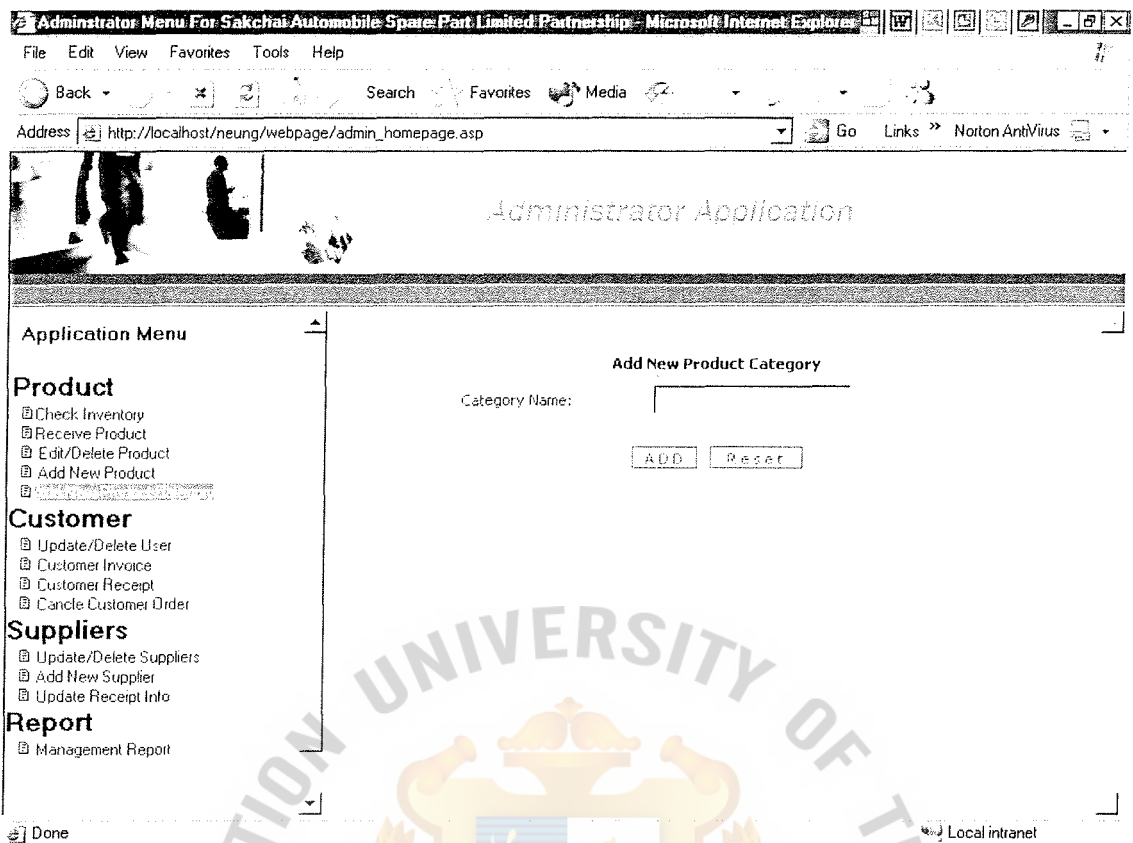 Adminstrator Menu For Sakchai Automobile Spare Part Limited Partnership - Microsoft Internet Explorer
File Edit View Favorites Tools Help
Back Search Favorites Media
Address http://localhost/neung/webpage/admin_homepage.asp Go Links » Norton AntiVirus
Administrator Application
Application Menu
Add New Product Category
Product
Category Name:
Check Inventory
Receive Product
Edit/Delete Product
ADD Reset
Add New Product
Customer
Update/Delete User
Customer Invoice
Customer Receipt
Cancle Customer Order
Suppliers
Update/Delete Suppliers
Add New Supplier
Update Receipt Info
Report
Management Report
UNIVERSITY OF
Done Local intranet